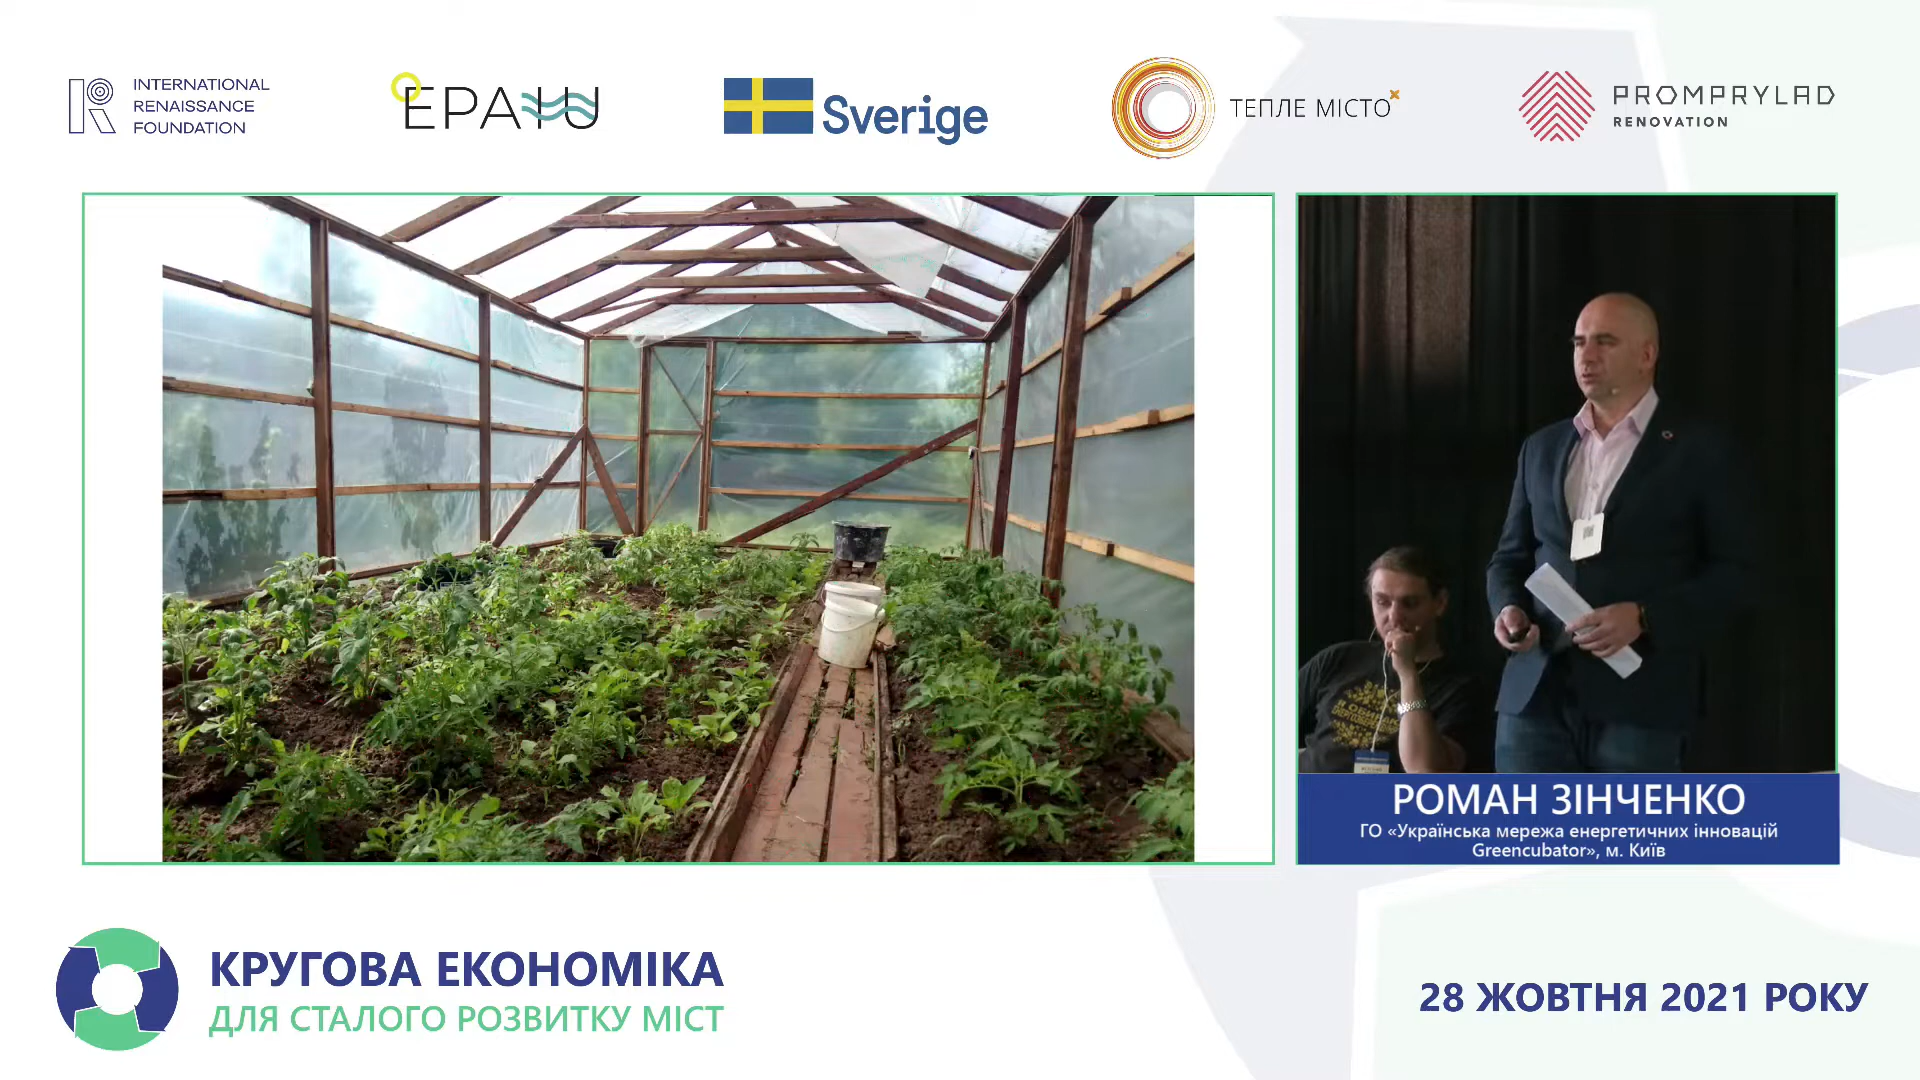 INTERNATIONAL
RENAISSANCE
FOUNDATION
EPAIU
Sverige
ТЕПЛЕ МІСТО
PROMPRYLAD
RENOVATION
РОМАН ЗІНЧЕНКО
ГО «Українська мережа енергетичних інновацій
Greencubator», м. Київ
КРУГОВА ЕКОНОМІКА
ДЛЯ СТАЛОГО РОЗВИТКУ МІСТ
28 ЖОВТНЯ 2021 РОКУ